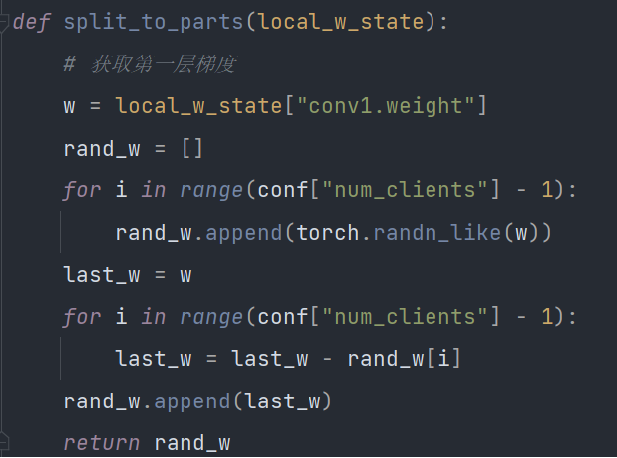 def split_to_parts(local_w_state):
    # 获取第一层梯度
    w = local_w_state["conv1.weight"]
    rand_w = []
    for i in range(conf["num_clients"] - 1):
        rand_w.append(torch.randn_like(w))
    last_w = w
    for i in range(conf["num_clients"] - 1):
        last_w = last_w - rand_w[i]
    rand_w.append(last_w)
    return rand_w